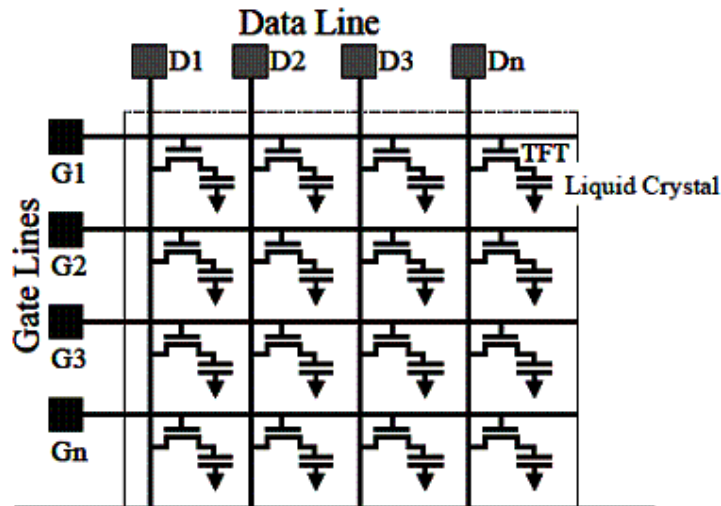 Data Line
D1 D2 D3 Dn
G1
TFT
Liquid Crystal
Gate Lines
G2
G3
Gn